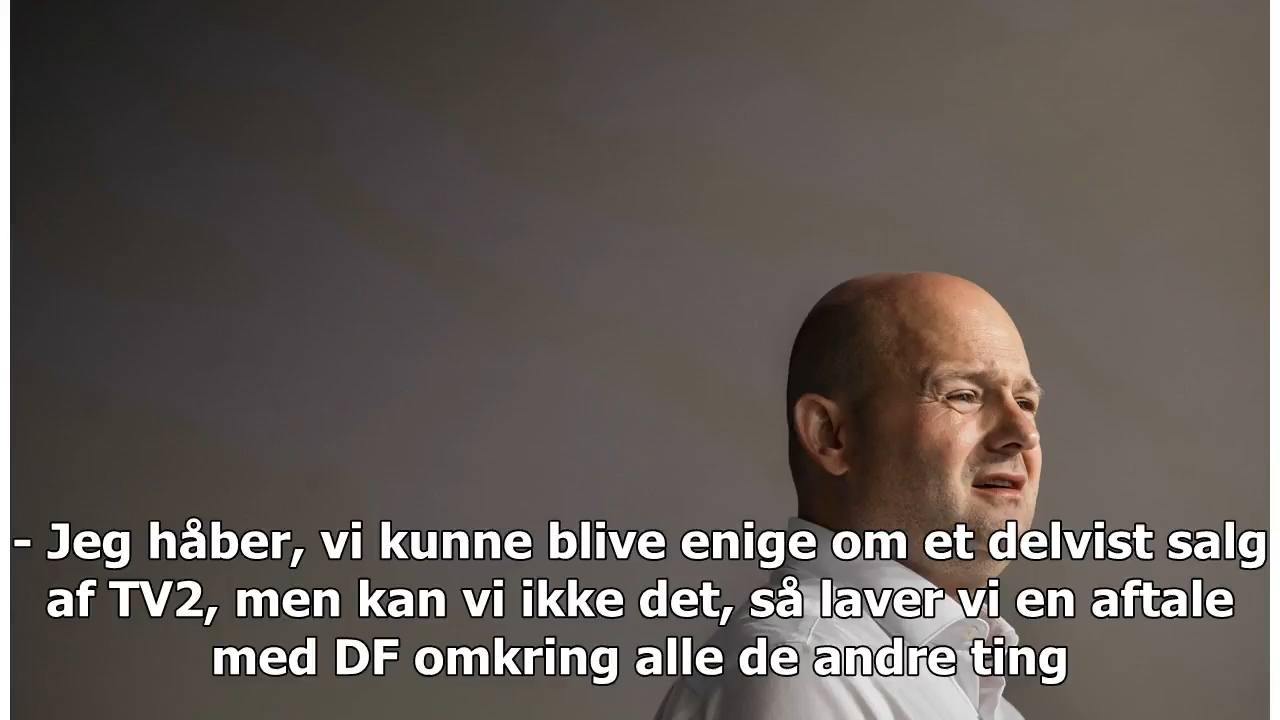 - Jeg håber, vi kunne blive enige om et delvist salg
af TV2, men kan vi ikke det, så laver vi en aftale
med DF omkring alle de andre ting